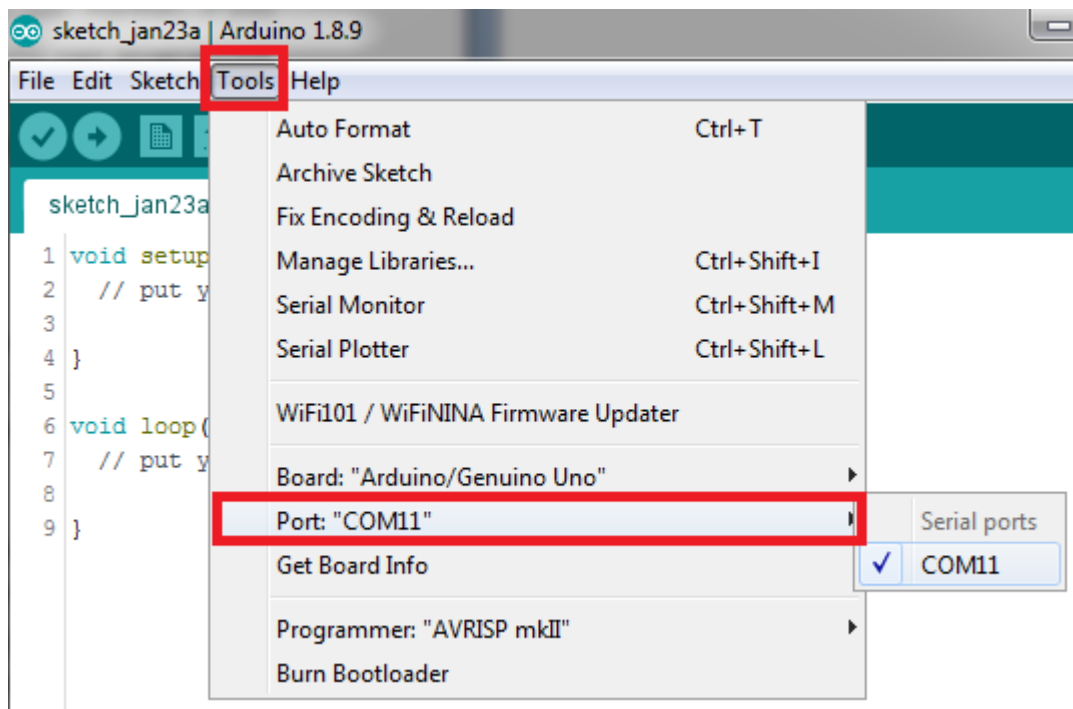 sketch_jan23a | Arduino 1.8.9
File Edit Sketch Tools Help
Auto Format Ctrl+T
Archive Sketch
sketch_jan23a
Fix Encoding & Reload
1 void setup
Manage Libraries... Ctrl+Shift+I
2 // put y
Serial Monitor Ctrl+Shift+M
3
Serial Plotter Ctrl+Shift+L
4 }
5
WiFi101 / WiFiNINA Firmware Updater
6 void loop(
7 // put y
Board: "Arduino/Genuino Uno"
8
Port: "COM11"
Serial ports
9 }
Get Board Info
COM11
Programmer: "AVRISP mkII"
Burn Bootloader